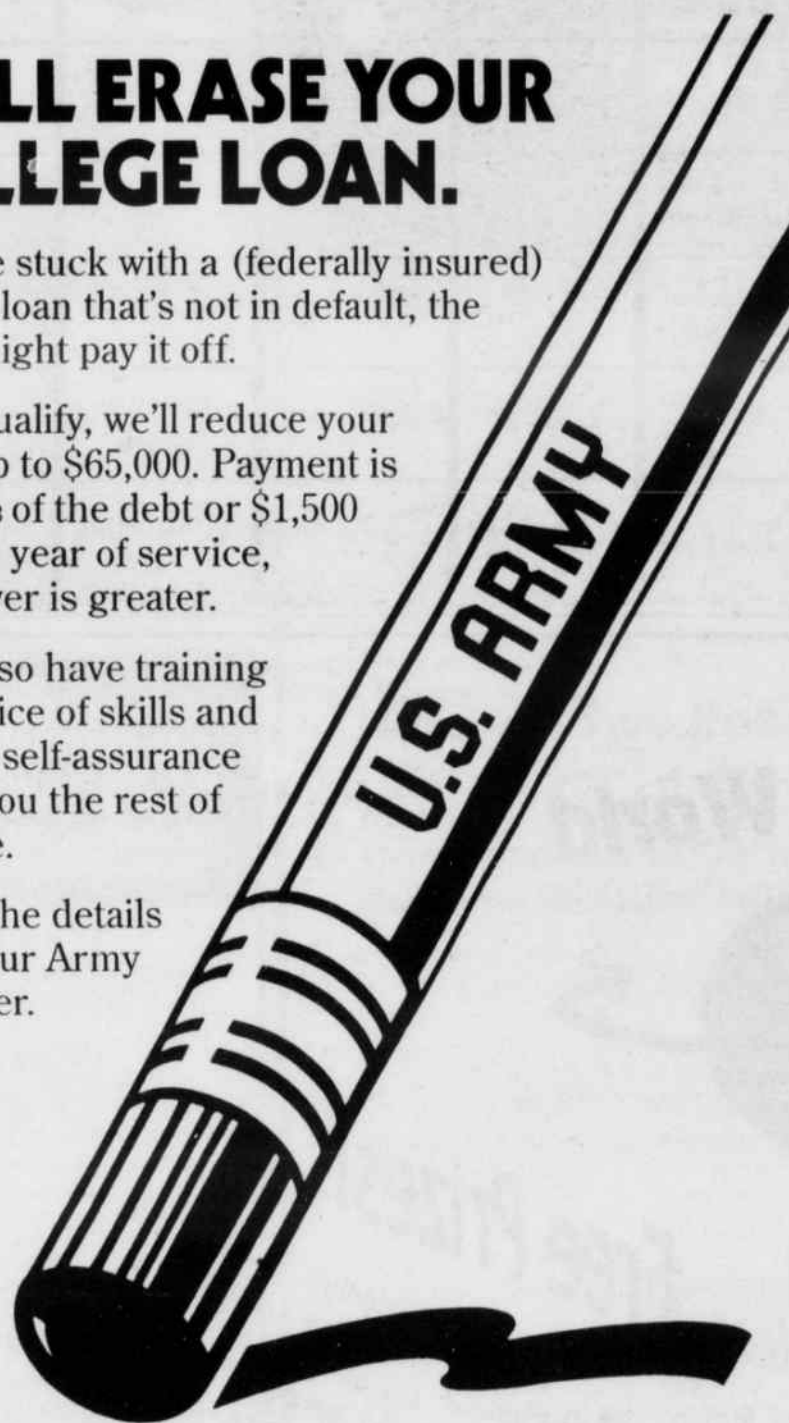 LL ERASE YOUR
LLEGE LOAN.
e stuck with a (federally insured)
loan that's not in default, the
ight pay it off.
ualify, we'll reduce your
p to $65,000. Payment is
of the debt or $1,500
year of service,
ver is greater.
so have training
ice of skills and
self-assurance
ou the rest of
e.
he details
ur Army
er.
U.S. ARMY